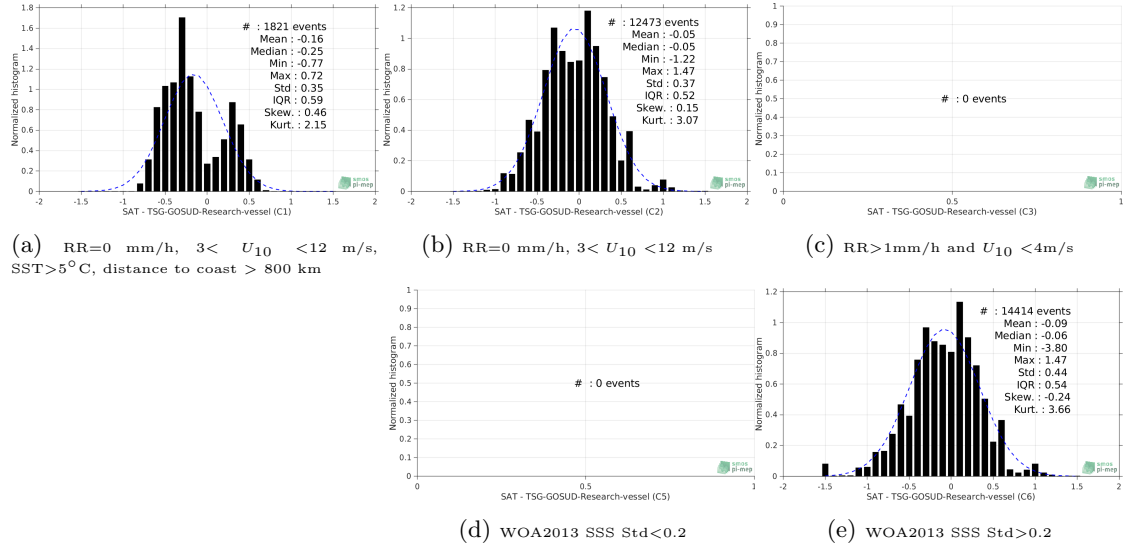 1.8
1.6
1.4
1.2
1
0.8
0.6
0.4
0.2
0
Normalized histogram
# : 1821 events
Mean : -0.16
Median : -0.25
Min : -0.77
Max : 0.72
Std : 0.35
IQR : 0.59
Skew. : 0.46
Kurt. : 2.15
smos
pi-mep
-2 -1.5 -1 -0.5 0 0.5 1 1.5 2
SAT - TSG-GOSUD-Research-vessel (C1)
(a) RR=0 mm/h, 3< U10 <12 m/s,
SST>5°C, distance to coast > 800 km
1.2
1
0.8
0.6
0.4
0.2
0
Normalized histogram
# : 12473 events
Mean : -0.05
Median : -0.05
Min : -1.22
Max : 1.47
Std : 0.37
IQR : 0.52
Skew. : 0.15
Kurt. : 3.07
smos
pi-mep
-2 -1.5 -1 -0.5 0 0.5 1 1.5 2
SAT - TSG-GOSUD-Research-vessel (C2)
(b) RR=0 mm/h, 3< U10 <12 m/s
1
0.9
0.8
0.7
0.6
0.5
0.4
0.3
0.2
0.1
0
Normalized histogram
# : 0 events
smos
pi-mep
0 0.5 1
SAT - TSG-GOSUD-Research-vessel (C3)
(c) RR>1mm/h and U10 <4m/s
1
0.9
0.8
0.7
0.6
0.5
0.4
0.3
0.2
0.1
0
Normalized histogram
# : 0 events
smos
pi-mep
0 0.5 1
SAT - TSG-GOSUD-Research-vessel (C5)
(d) WOA2013 SSS Std<0.2
1.2
1
0.8
0.6
0.4
0.2
0
Normalized histogram
# : 14414 events
Mean : -0.09
Median : -0.06
Min : -3.80
Max : 1.47
Std : 0.44
IQR : 0.54
Skew. : -0.24
Kurt. : 3.66
smos
pi-mep
-2 -1.5 -1 -0.5 0 0.5 1 1.5 2
SAT - TSG-GOSUD-Research-vessel (C6)
(e) WOA2013 SSS Std>0.2